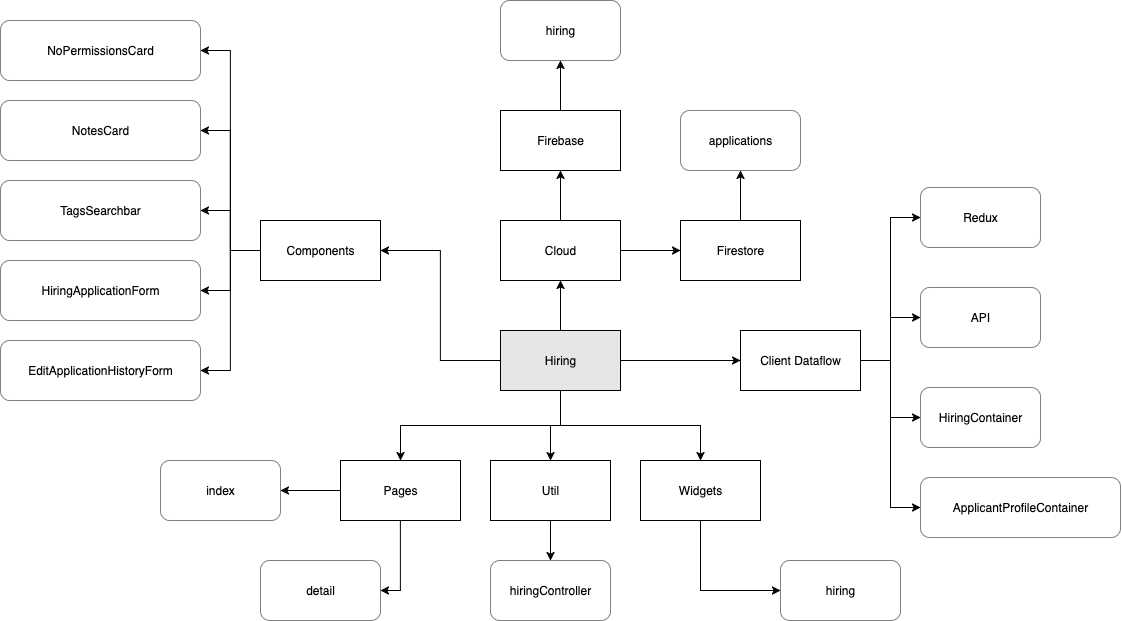 hiring
NoPermissionsCard
NotesCard
Firebase
applications
TagsSearchbar
Redux
Components
Cloud
Firestore
HiringApplicationForm
API
Hiring
Client Dataflow
EditApplicationHistoryForm
HiringContainer
index
Pages
Util
Widgets
ApplicantProfileContainer
detail
hiringController
hiring